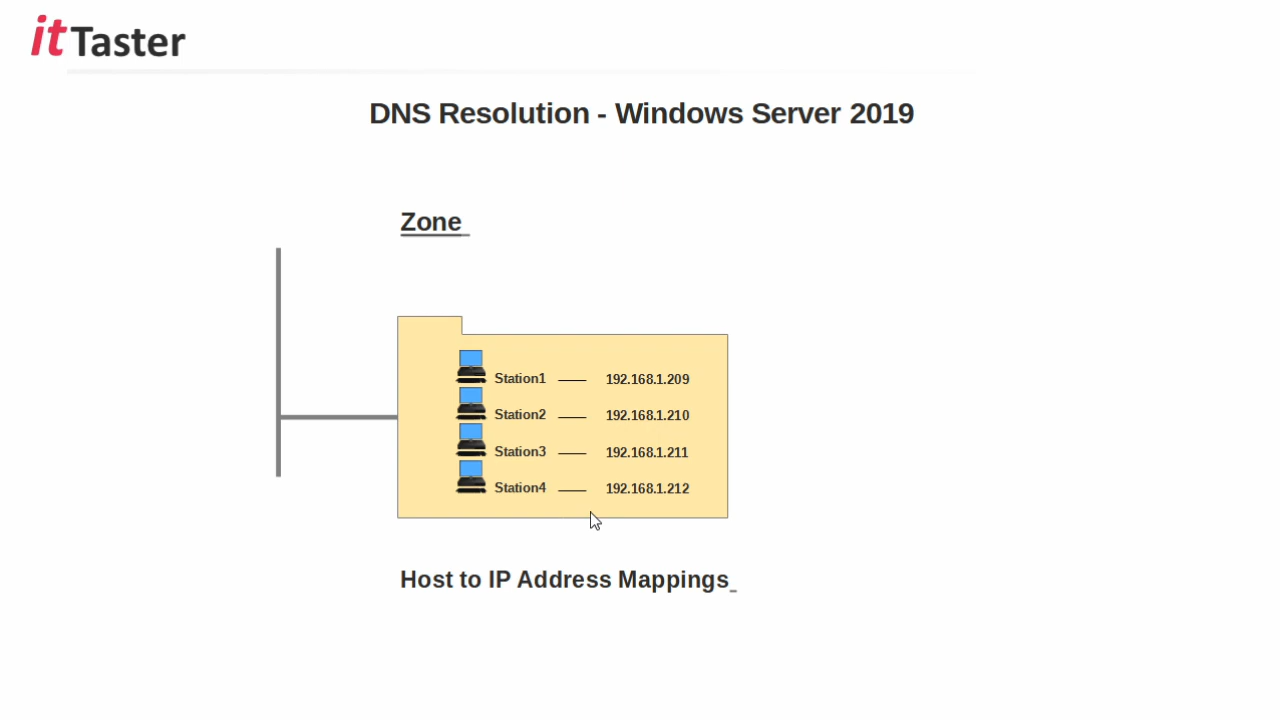 itTaster
DNS Resolution - Windows Server 2019
Zone
Station1 192.168.1.209
Station2 192.168.1.210
Station3 192.168.1.211
Station4 192.168.1.212
Host to IP Address Mappings_